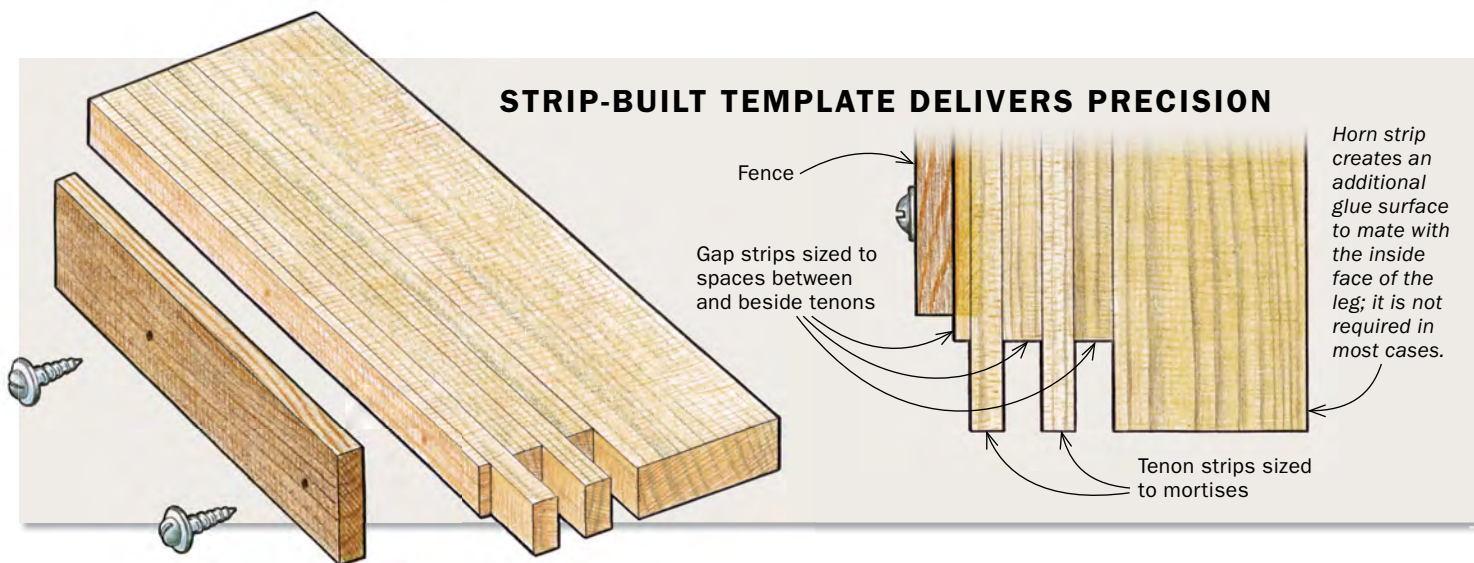 STRIP-BUILT TEMPLATE DELIVERS PRECISION
Fence
Gap strips sized to
spaces between
and beside tenons
Horn strip
creates an
additional
glue surface
to mate with
the inside
face of the
leg; it is not
required in
most cases.
Tenon strips sized
to mortises